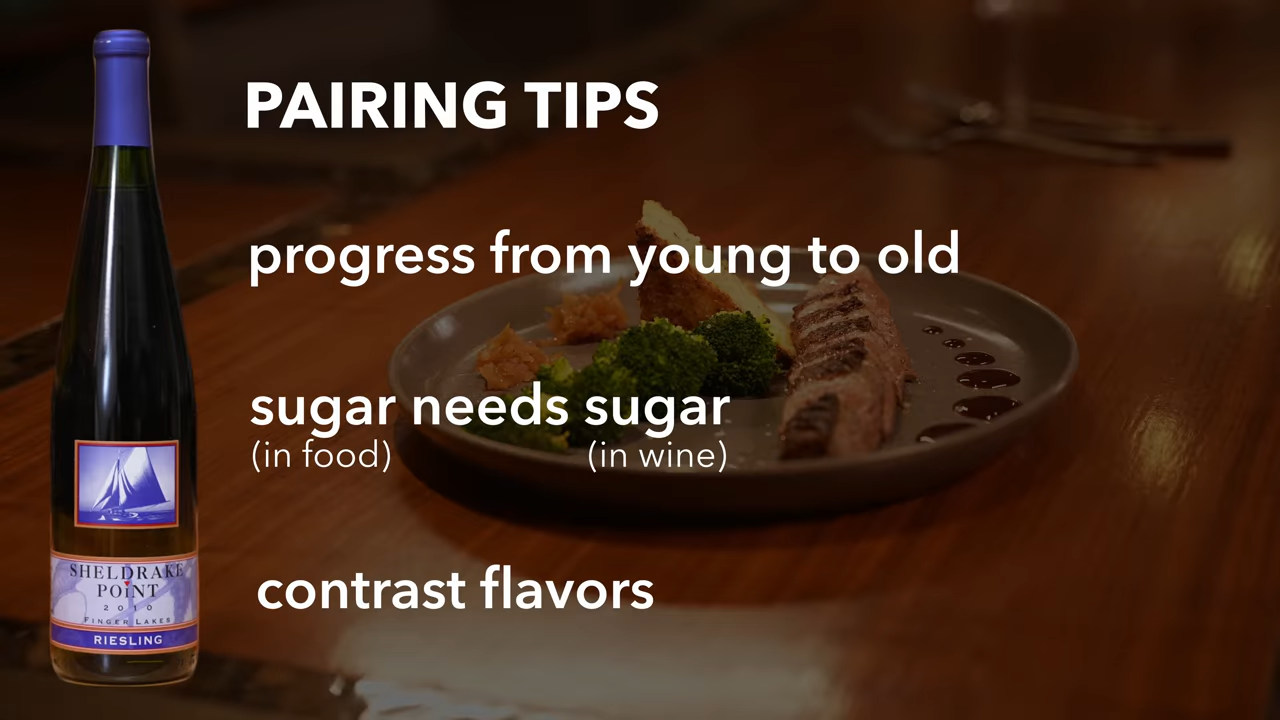 PAIRING TIPS
progress from young to old
sugar needs sugar
(in food) (in wine)
contrast flavors
SHELDRAKE
POINT
2010
FINGER LAKES
RIESLING